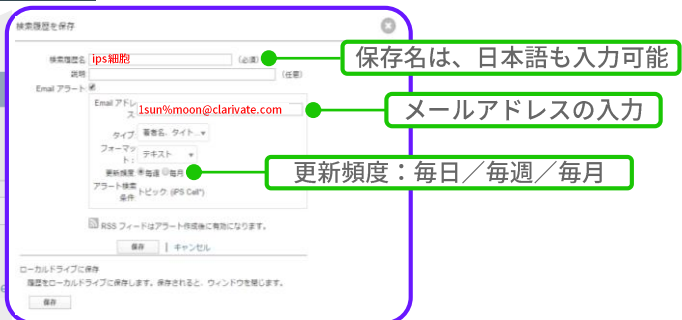 検索履歴を保存
検索履歴名 ips細胞 (必須)
保存名は、日本語も入力可能
説明 (任意)
Email アラート:
Email アドレス 1sun%moon@clarivate.com
メールアドレスの入力
タイプ: 著者名、タイト...
フォーマット: テキスト
更新頻度: 毎週 毎月
更新頻度：毎日／毎週／毎月
アラート検索条件: トピック: (iPS Cell*)
RSS フィードはアラート作成後に有効になります。
保存 | キャンセル
ローカルドライブに保存
履歴をローカルドライブに保存します。保存されると、ウィンドウを閉じます。
保存